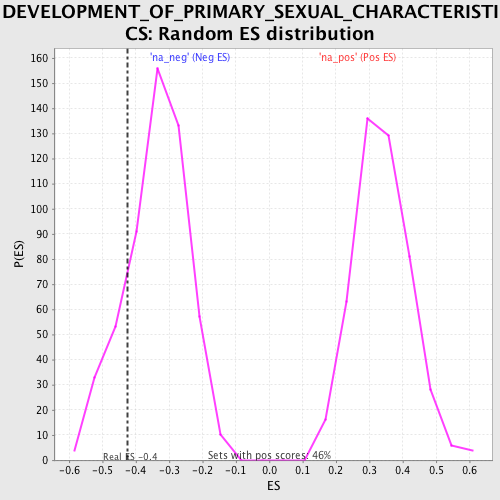 DEVELOPMENT_OF_PRIMARY_SEXUAL_CHARACTERISTI
CS: Random ES distribution
'na_neg' (Neg ES)
'na_pos' (Pos ES)
160
150
140
130
120
110
100
90
80
70
60
50
40
30
20
10
0
P(ES)
Real ES -0.4
Sets with pos scores: 46%
-0.6 -0.5 -0.4 -0.3 -0.2 -0.1 0.0 0.1 0.2 0.3 0.4 0.5 0.6
ES